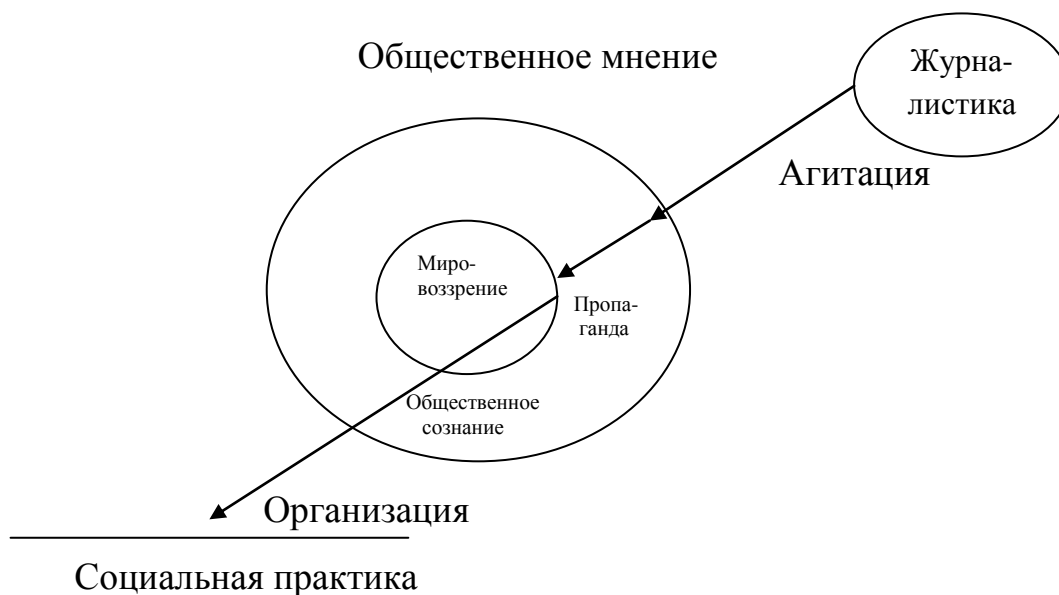 Общественное мнение
Журна-
листика
Агитация
Миро-
воззрение
Пропа-
ганда
Общественное
сознание
Организация
Социальная практика